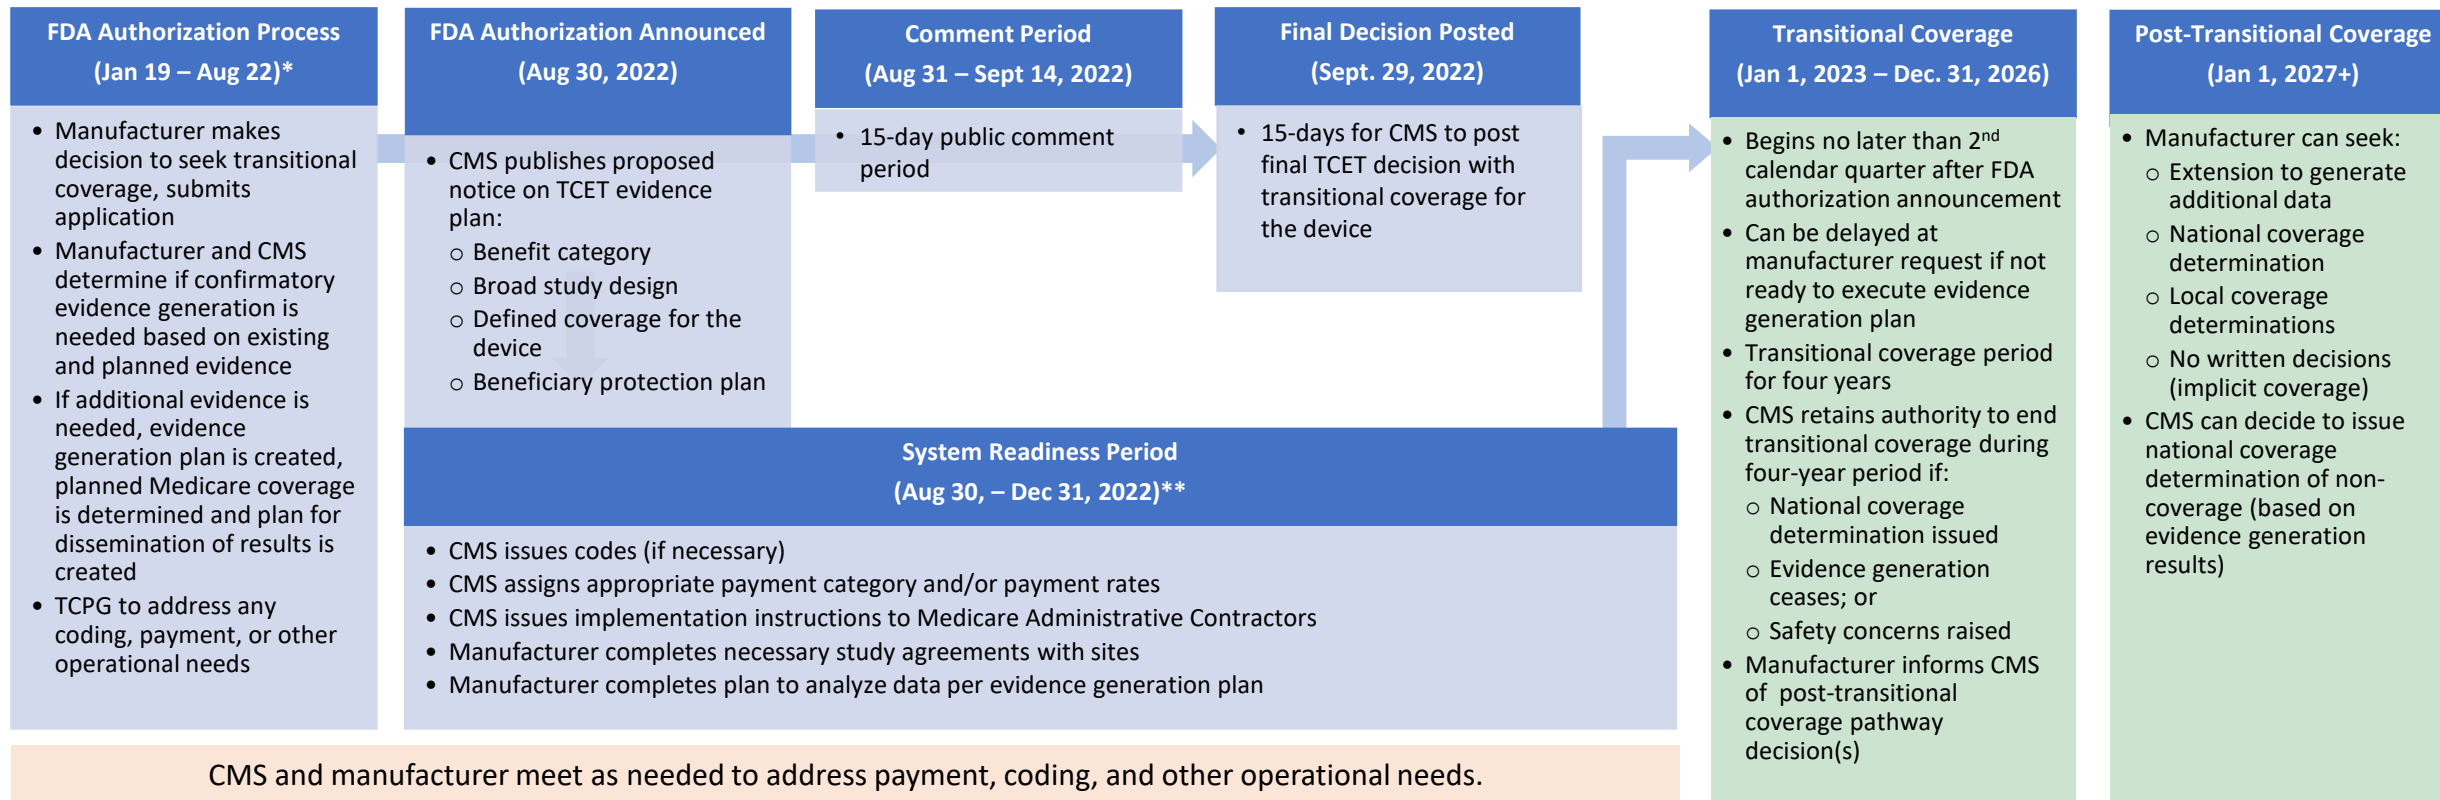 FDA Authorization Process
(Jan 19 – Aug 22)*
• Manufacturer makes
decision to seek transitional
coverage, submits
application
• Manufacturer and CMS
determine if confirmatory
evidence generation is
needed based on existing
and planned evidence
• If additional evidence is
needed, evidence
generation plan is created,
planned Medicare coverage
is determined and plan for
dissemination of results is
created
• TCPG to address any
coding, payment, or other
operational needs
FDA Authorization Announced
(Aug 30, 2022)
• CMS publishes proposed
notice on TCET evidence
plan:
o Benefit category
o Broad study design
o Defined coverage for the
device
o Beneficiary protection plan
Comment Period
(Aug 31 – Sept 14, 2022)
• 15-day public comment
period
Final Decision Posted
(Sept. 29, 2022)
• 15-days for CMS to post
final TCET decision with
transitional coverage for
the device
System Readiness Period
(Aug 30, – Dec 31, 2022)**
• CMS issues codes (if necessary)
• CMS assigns appropriate payment category and/or payment rates
• CMS issues implementation instructions to Medicare Administrative Contractors
• Manufacturer completes necessary study agreements with sites
• Manufacturer completes plan to analyze data per evidence generation plan
Transitional Coverage
(Jan 1, 2023 – Dec. 31, 2026)
• Begins no later than 2nd
calendar quarter after FDA
authorization announcement
• Can be delayed at
manufacturer request if not
ready to execute evidence
generation plan
• Transitional coverage period
for four years
• CMS retains authority to end
transitional coverage during
four-year period if:
o National coverage
determination issued
o Evidence generation
ceases; or
o Safety concerns raised
• Manufacturer informs CMS
of post-transitional
coverage pathway
decision(s)
Post-Transitional Coverage
(Jan 1, 2027+)
• Manufacturer can seek:
o Extension to generate
additional data
o National coverage
determination
o Local coverage
determinations
o No written decisions
(implicit coverage)
• CMS can decide to issue
national coverage
determination of non-
coverage (based on
evidence generation
results)
CMS and manufacturer meet as needed to address payment, coding, and other operational needs.